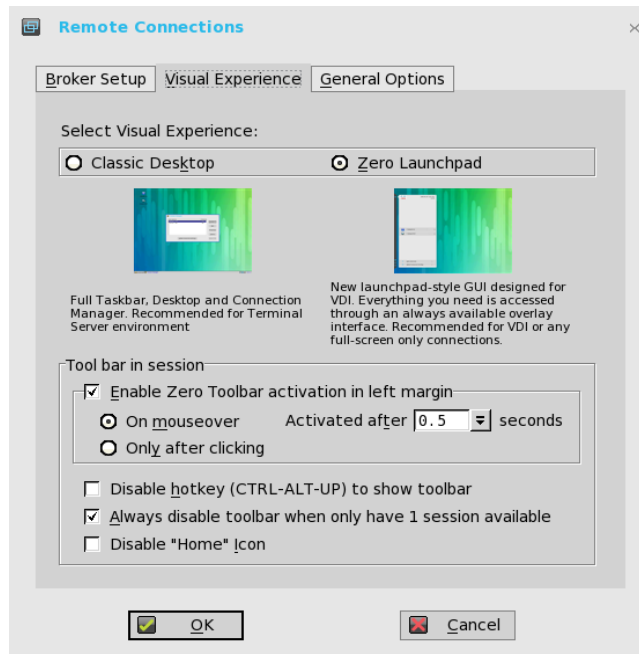 Remote Connections
Broker Setup
Visual Experience
General Options
Select Visual Experience:
Classic Desktop
Zero Launchpad
Full Taskbar, Desktop and Connection
Manager. Recommended for Terminal
Server environment
New launchpad-style GUI designed for
VDI. Everything you need is accessed
through an always available overlay
interface. Recommended for VDI or any
full-screen only connections.
Tool bar in session
Enable Zero Toolbar activation in left margin
On mouseover
Activated after 0.5 seconds
Only after clicking
Disable hotkey (CTRL-ALT-UP) to show toolbar
Always disable toolbar when only have 1 session available
Disable "Home" Icon
OK
Cancel